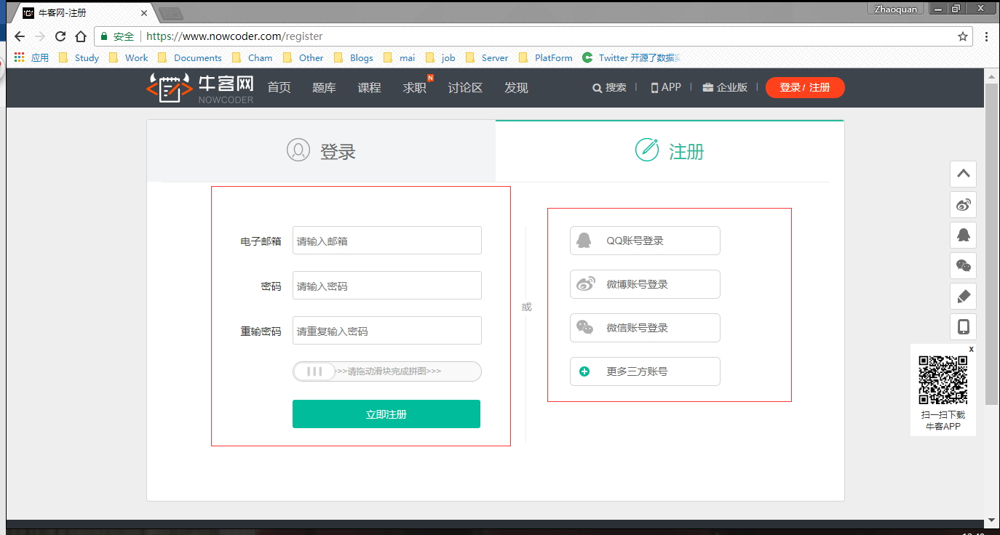 牛客网-注册
Zhaoquan
安全 https://www.nowcoder.com/register
应用 Study Work Documents Cham Other Blogs mai job Server PlatForm Twitter 开源了数据
牛客网
NOWCODER
首页 题库 课程 求职 N 讨论区 发现 搜索 APP 企业版 登录 / 注册
登录 注册
电子邮箱 请输入邮箱
密码 请输入密码
重输密码 请重复输入密码
>>>请拖动滑块完成拼图>>>
立即注册
或
QQ账号登录
微博账号登录
微信账号登录
更多三方账号
x
扫一扫下载
牛客APP